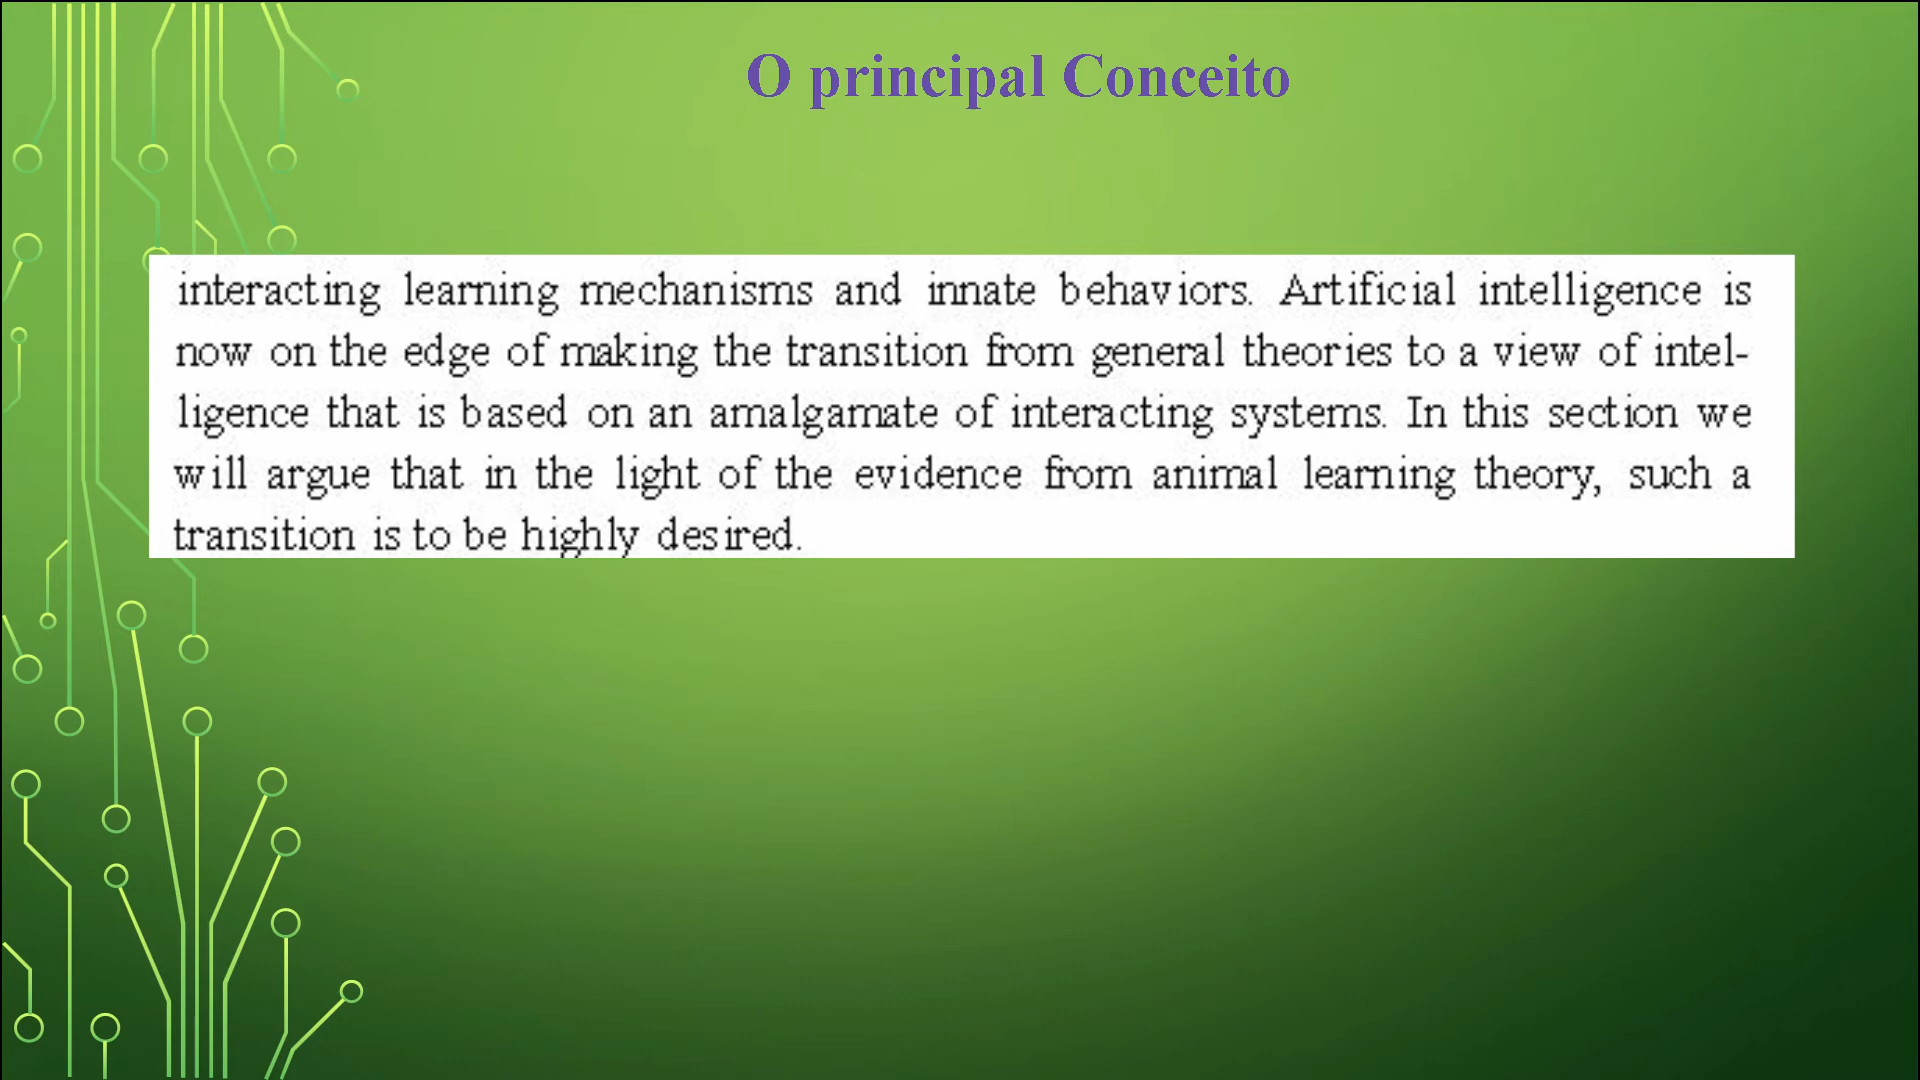 O principal Conceito
interacting learning mechanisms and innate behaviors. Artificial intelligence is
now on the edge of making the transition from general theories to a view of intel-
ligence that is based on an amalgamate of interacting systems. In this section we
will argue that in the light of the evidence from animal learning theory, such a
transition is to be highly desired.